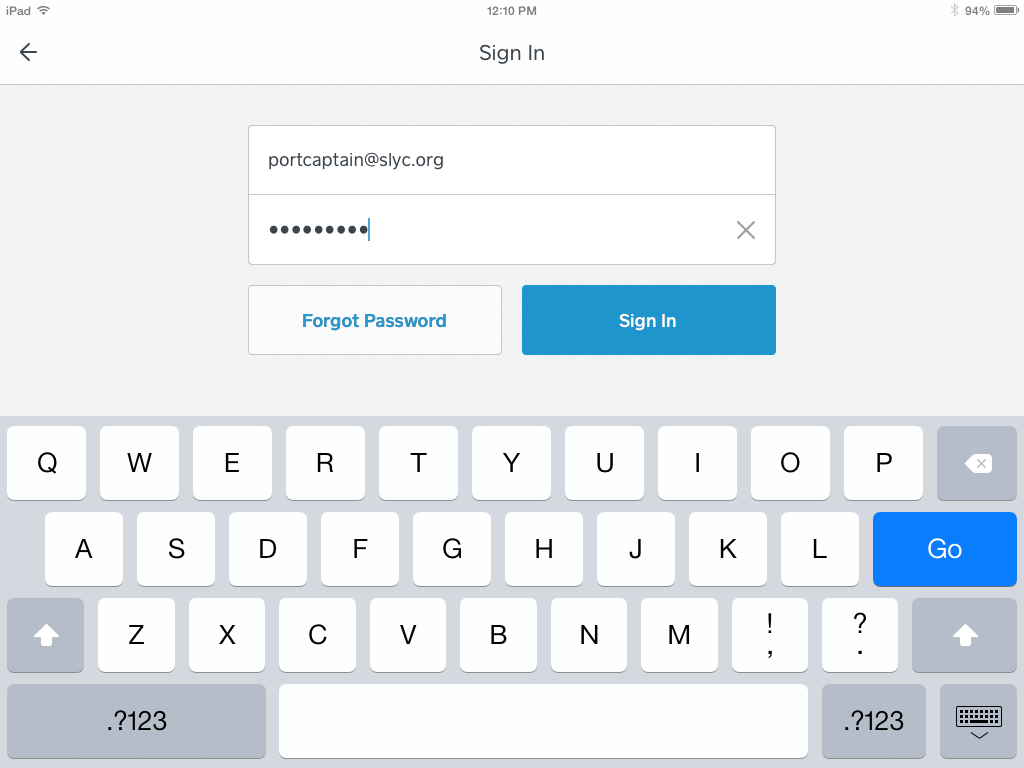 iPad 12:10 PM 94%
Sign In
portcaptain@slyc.org
•••••••••
Forgot Password Sign In
Q W E R T Y U I O P
A S D F G H J K L Go
Z X C V B N M ! , ? .
.?123 .?123